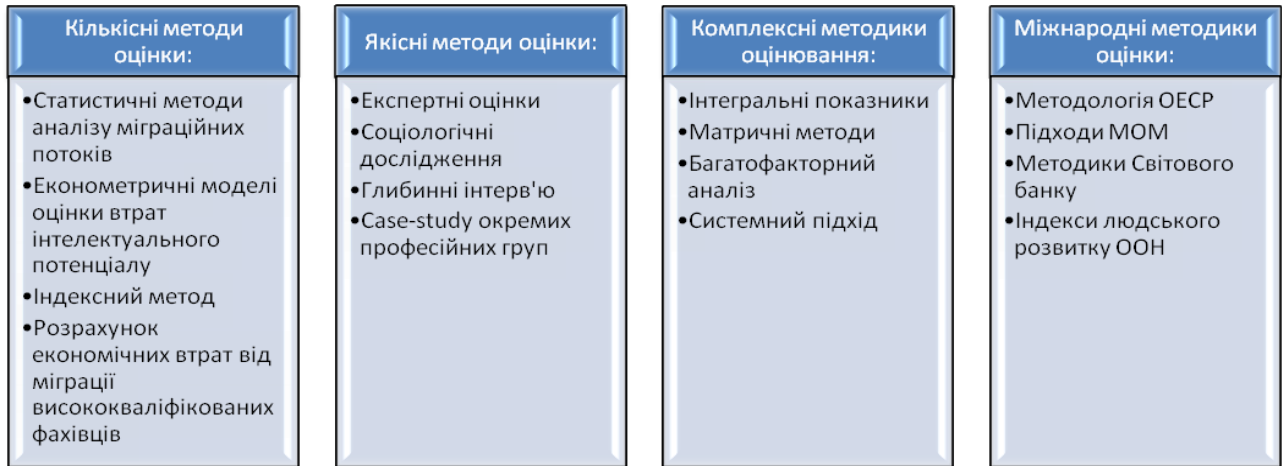 Кількісні методи
оцінки:
•Статистичні методи
аналізу міграційних
потоків
•Економетричні моделі
оцінки втрат
інтелектуального
потенціалу
•Індексний метод
•Розрахунок
економічних втрат від
міграції
висококваліфікованих
фахівців
Якісні методи оцінки:
•Експертні оцінки
•Соціологічні
дослідження
•Глибинні інтерв'ю
•Case-study окремих
професійних груп
Комплексні методики
оцінювання:
•Інтегральні показники
•Матричні методи
•Багатофакторний
аналіз
•Системний підхід
Міжнародні методики
оцінки:
•Методологія ОЕСР
•Підходи МОМ
•Методики Світового
банку
•Індекси людського
розвитку ООН